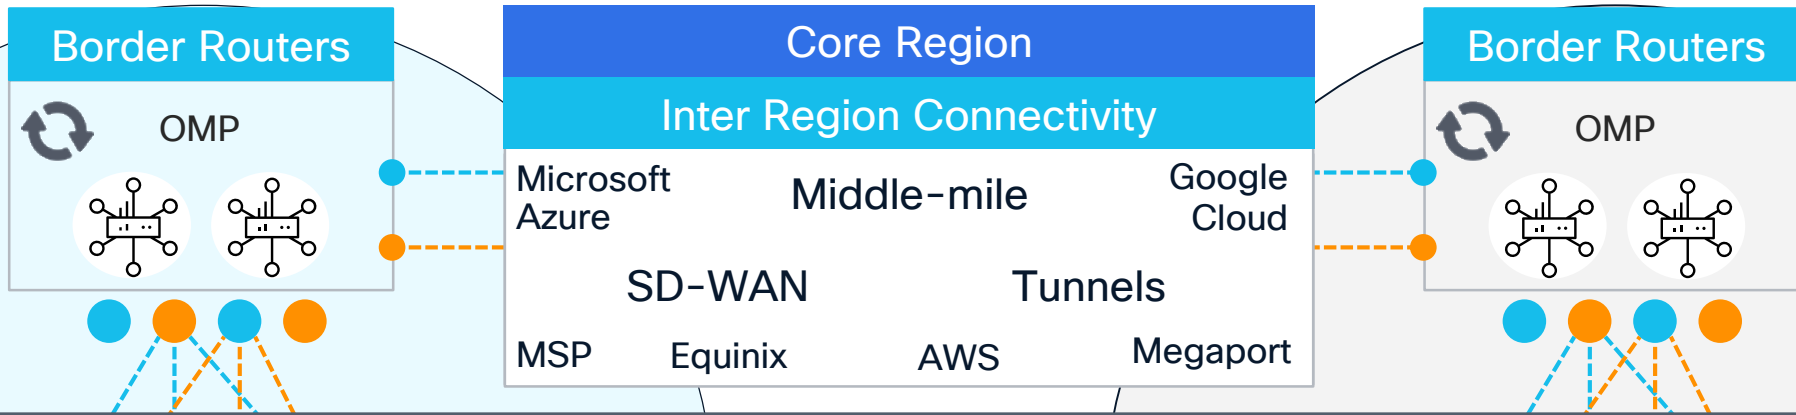 Border Routers
OMP
Core Region
Inter Region Connectivity
Microsoft
Azure
Middle-mile
Google
Cloud
SD-WAN
Tunnels
MSP
Equinix
AWS
Megaport
Border Routers
OMP